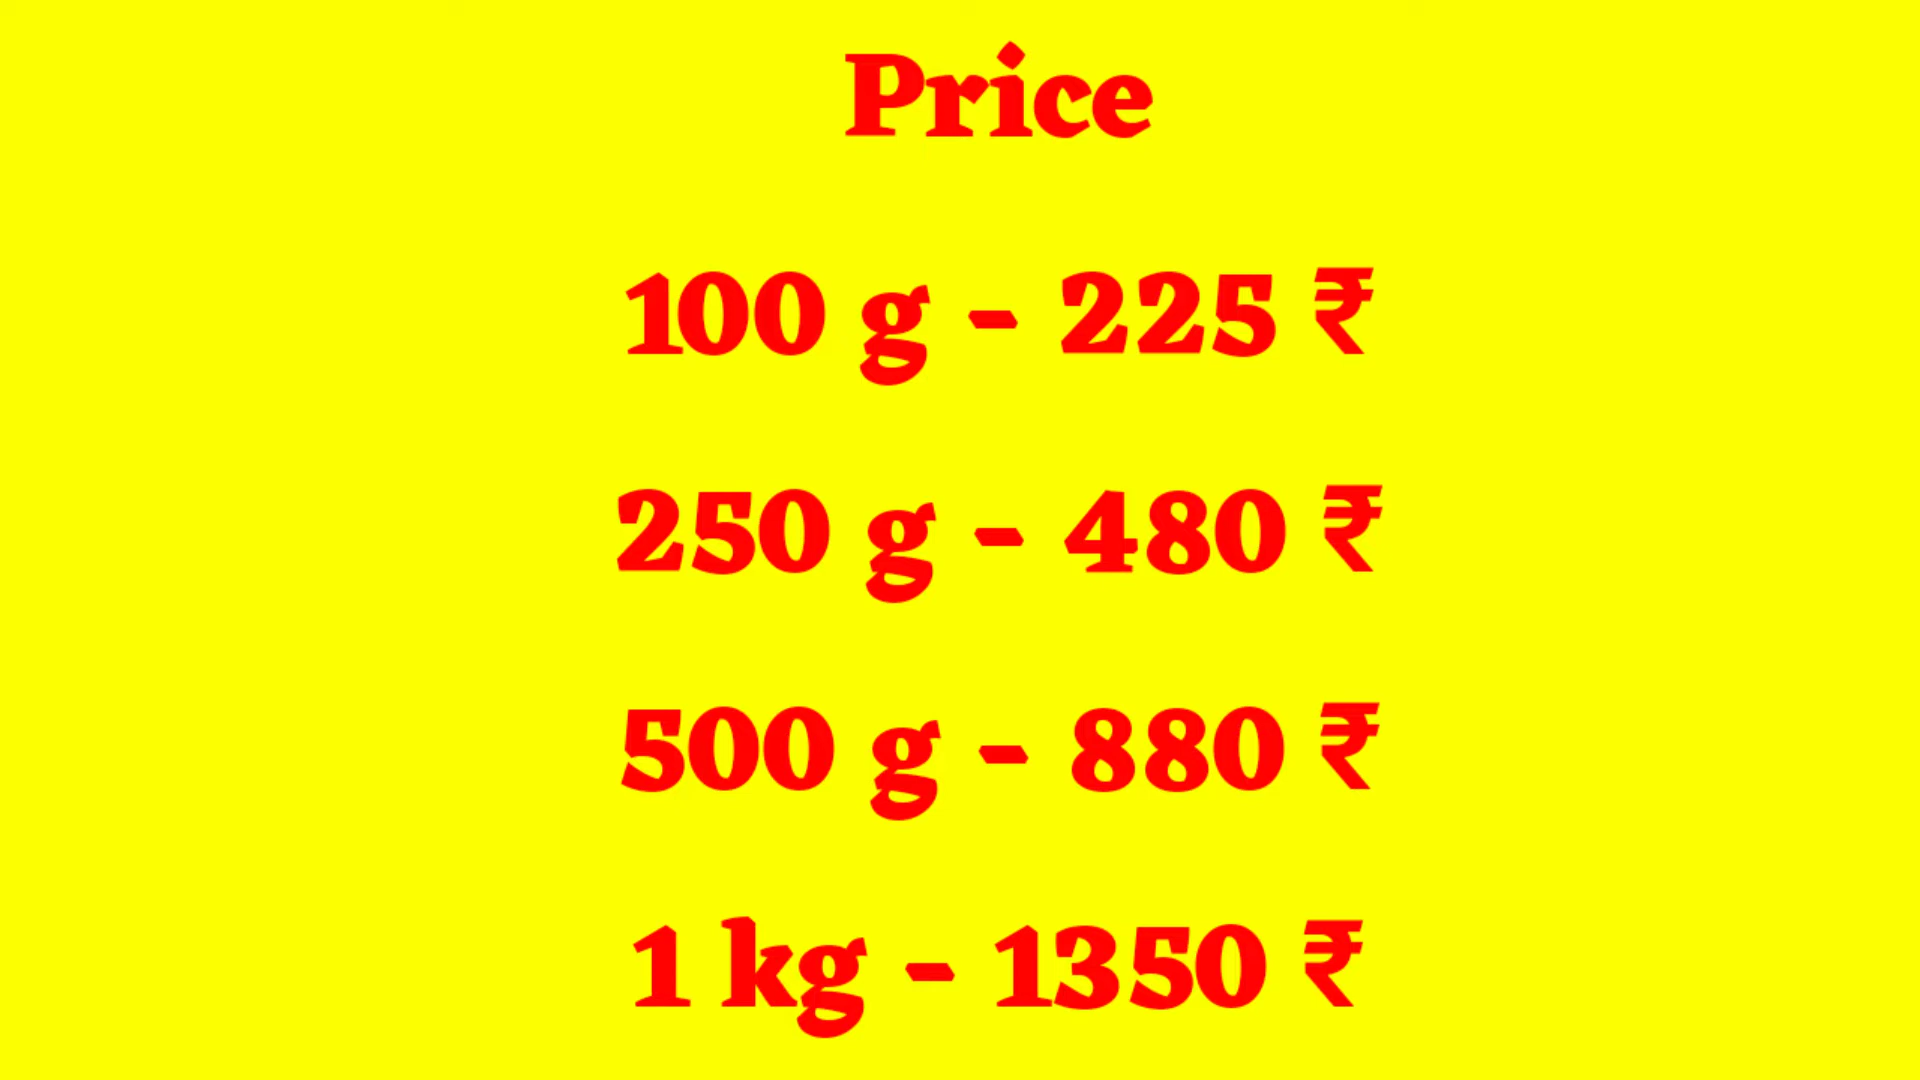 Price
100 g - 225 ₹
250 g - 480 ₹
500 g - 880 ₹
1 kg - 1350 ₹